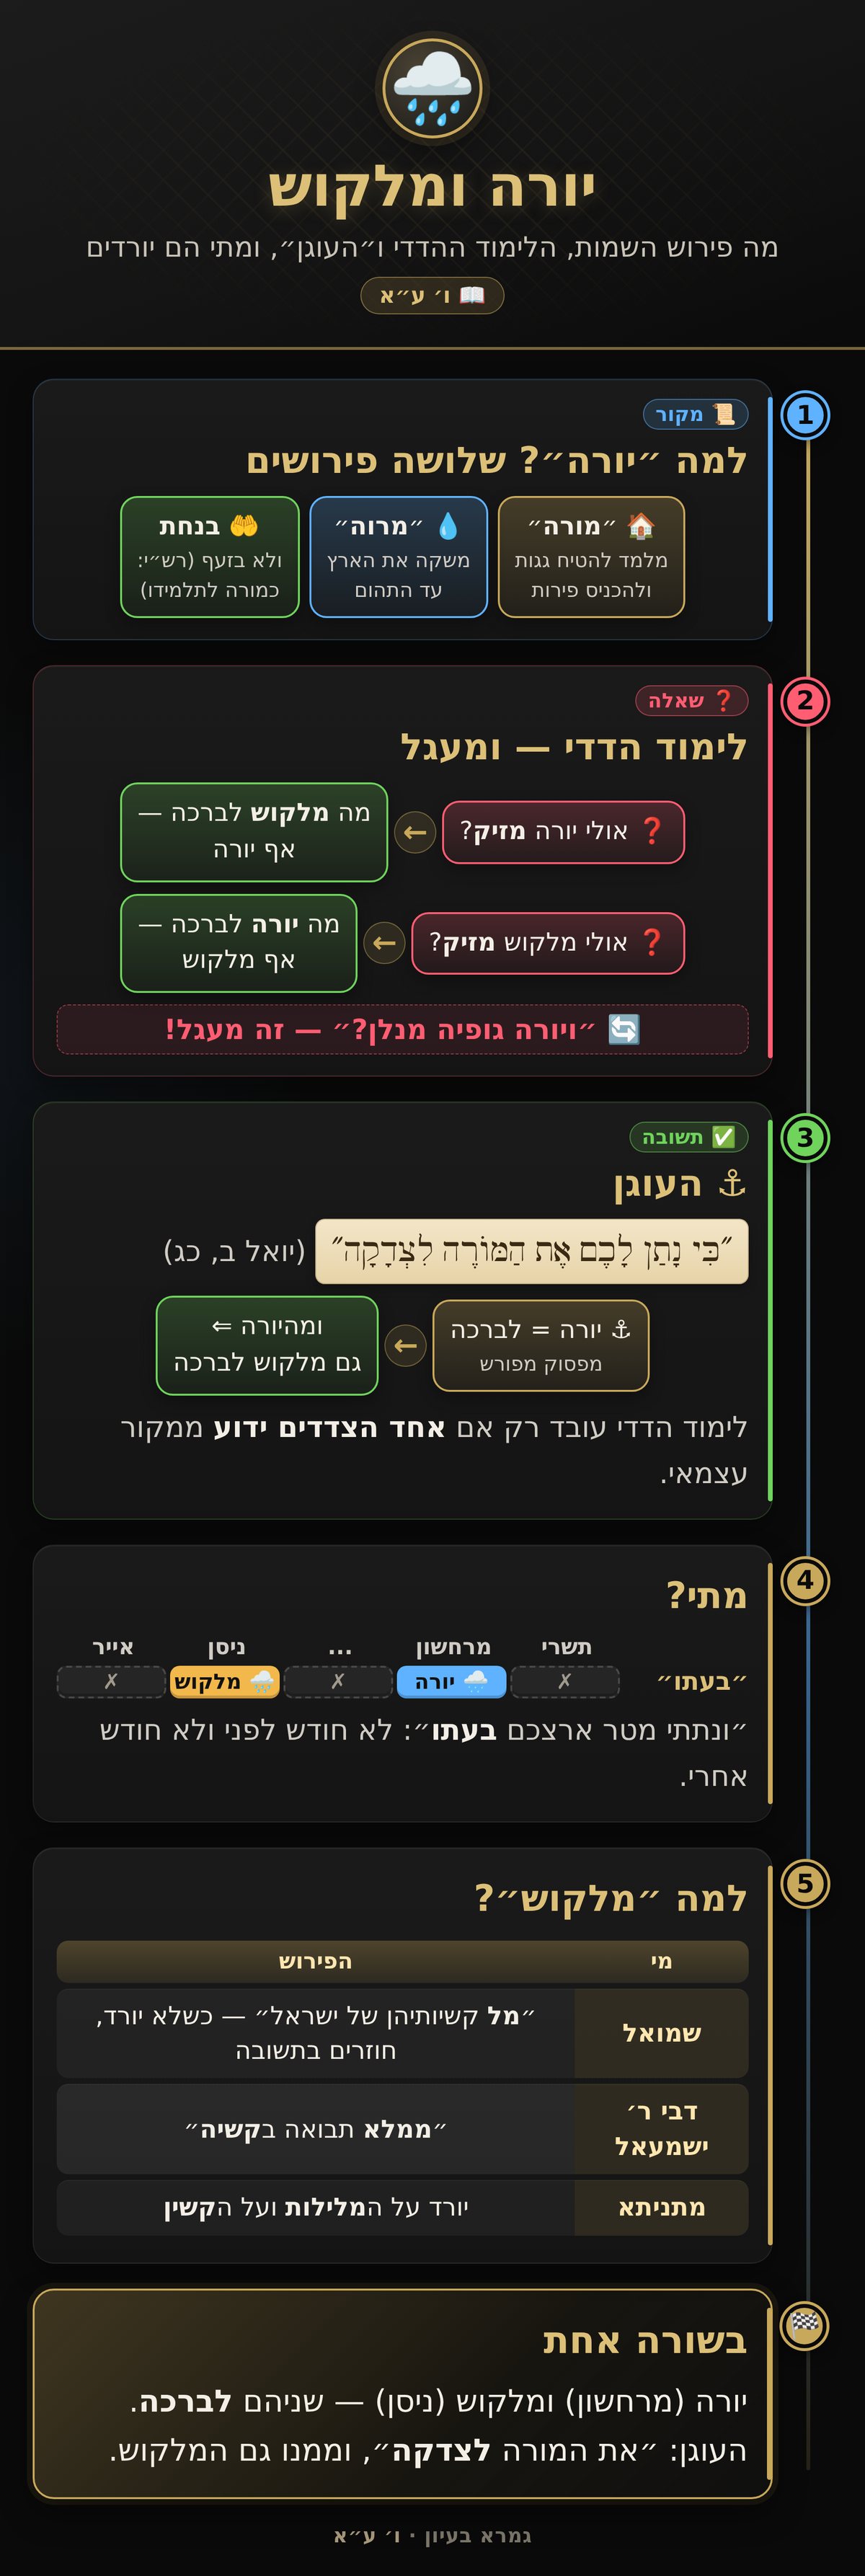 יורה ומלקוש
מה פירוש השמות, הלימוד ההדדי ו״העוגן״, ומתי הם יורדים
📖 ו׳ ע״א
1
📜 מקור
למה ״יורה״? שלושה פירושים
🏠 ״מורה״
מלמד להטיח גגות
ולהכניס פירות
💧 ״מרוה״
משקה את הארץ
עד התהום
🤲 בנחת
ולא בזעף (רש״י:
כמורה לתלמידו)
2
❓ שאלה
לימוד הדדי — ומעגל
❓ אולי יורה מזיק?
←
מה מלקוש לברכה —
אף יורה
❓ אולי מלקוש מזיק?
←
מה יורה לברכה —
אף מלקוש
🔄 ״ויורה גופיה מנלן?״ — זה מעגל!
3
✅ תשובה
⚓ העוגן
״כִּי נָתַן לָכֶם אֶת הַמּוֹרֶה לִצְדָקָה״ (יואל ב, כג)
⚓ יורה = לברכה
מפסוק מפורש
←
ומהיורה ⇐
גם מלקוש לברכה
לימוד הדדי עובד רק אם אחד הצדדים ידוע ממקור
עצמאי.
4
מתי?
תשרי מרחשון ... ניסן אייר
״בעתו״ ✗ 🌧️ יורה ✗ 🌧️ מלקוש ✗
״ונתתי מטר ארצכם בעתו״: לא חודש לפני ולא חודש
אחרי.
5
למה ״מלקוש״?
מי הפירוש
שמואל
״מל קשיותיהן של ישראל״ — כשלא יורד,
חוזרים בתשובה
דבי ר׳
ישמעאל
״ממלא תבואה בקשיה״
מתניתא
יורד על המלילות ועל הקשין
🏁
בשורה אחת
יורה (מרחשון) ומלקוש (ניסן) — שניהם לברכה.
העוגן: ״את המורה לצדקה״, וממנו גם המלקוש.
גמרא בעיון · ו׳ ע״א